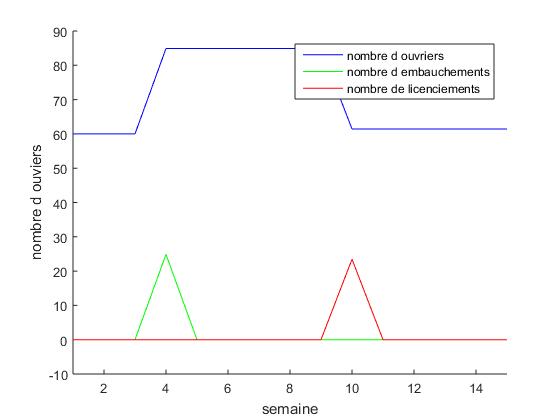 90
80
70
60
50
40
30
20
10
0
-10
nombre d ouviers
nombre d ouvriers
nombre d embauchements
nombre de licenciements
2 4 6 8 10 12 14
semaine